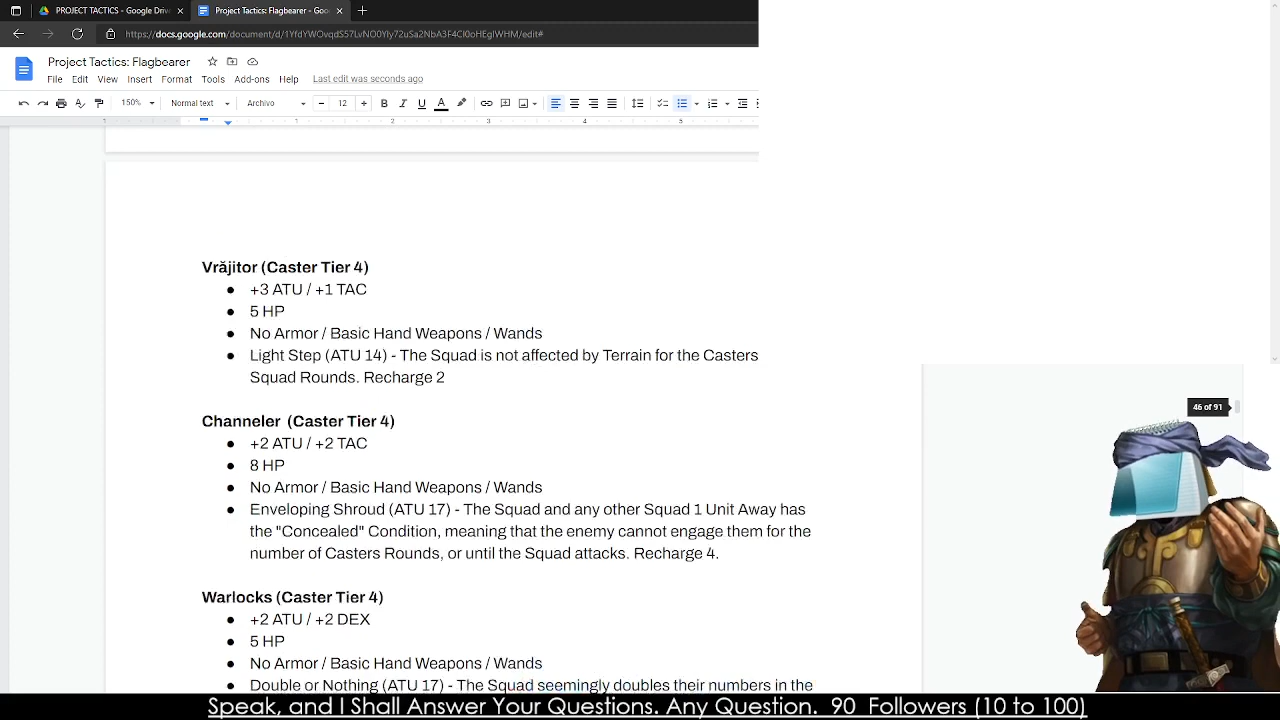 PROJECT TACTICS - Google Driv
Project Tactics: Flagbearer - Goo
https://docs.google.com/document/d/1YfdYWOvqdS57LvNO0Yly72uSa2NbA3F4Cl0oHEgIWHM/edit#
Project Tactics: Flagbearer
File Edit View Insert Format Tools Add-ons Help Last edit was seconds ago
150% Normal text Archivo 12
1 1 2 3 4 5
Vrăjitor (Caster Tier 4)
● +3 ATU / +1 TAC
● 5 HP
● No Armor / Basic Hand Weapons / Wands
● Light Step (ATU 14) - The Squad is not affected by Terrain for the Casters
Squad Rounds. Recharge 2
Channeler (Caster Tier 4)
● +2 ATU / +2 TAC
● 8 HP
● No Armor / Basic Hand Weapons / Wands
● Enveloping Shroud (ATU 17) - The Squad and any other Squad 1 Unit Away has
the "Concealed" Condition, meaning that the enemy cannot engage them for the
number of Casters Rounds, or until the Squad attacks. Recharge 4.
Warlocks (Caster Tier 4)
● +2 ATU / +2 DEX
● 5 HP
● No Armor / Basic Hand Weapons / Wands
● Double or Nothing (ATU 17) - The Squad seemingly doubles their numbers in the
46 of 91
Speak, and I Shall Answer Your Questions. Any Question. 90 Followers (10 to 100)